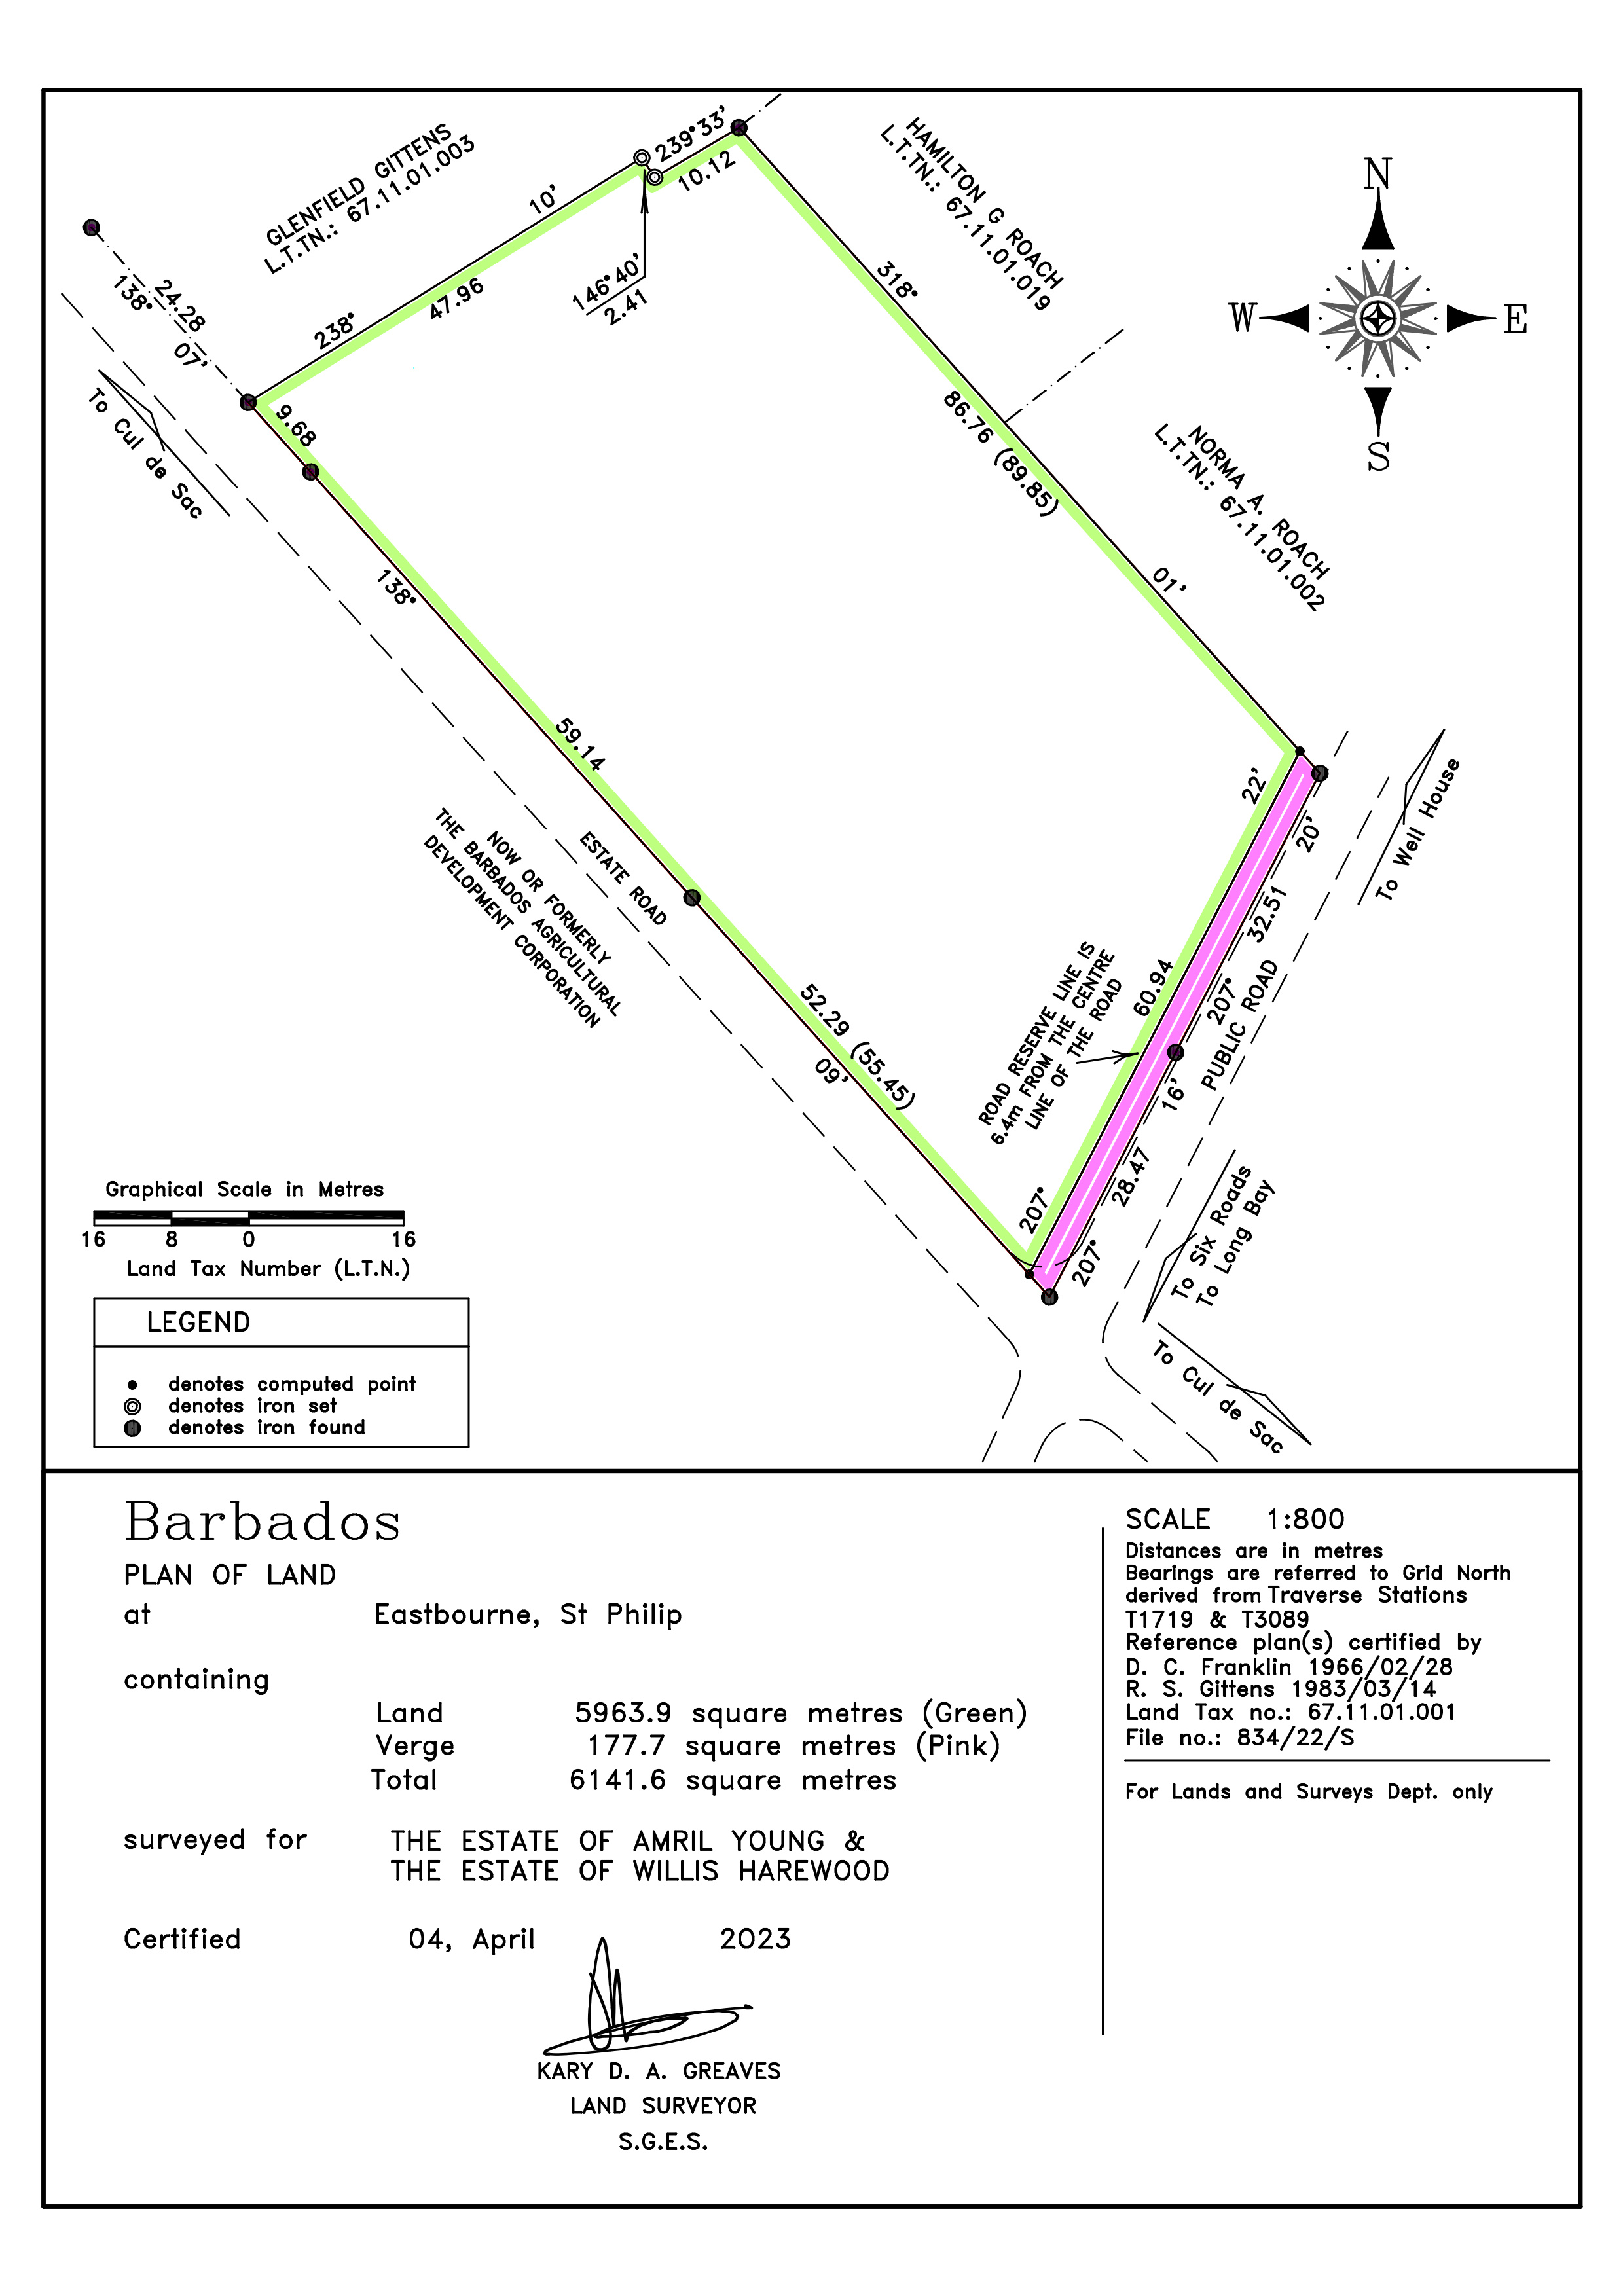 GLENFIELD GITTENS
L.T.TN.: 67.11.01.003
HAMILTON G ROACH
L.T.TN.: 67.11.01.019
N
W
E
S
239°33'
10.12
10'
47.96
238°
146°40'
2.41
24.28
138°
07'
To Cul de Sac
9.68
138°
59.14
318°
86.76 (89.85)
01'
NORMA A. ROACH
L.T.TN.: 67.11.01.002
NOW OR FORMERLY
THE BARBADOS AGRICULTURAL
DEVELOPMENT CORPORATION
ESTATE ROAD
52.29 (55.45)
09'
22'
60.94
207°
20'
32.51
207°
16'
28.47
207°
PUBLIC ROAD
To Well House
ROAD RESERVE LINE IS
6.4m FROM THE CENTRE
LINE OF THE ROAD
To Six Roads
To Long Bay
To Cul de Sac
Graphical Scale in Metres
16 8 0 16
Land Tax Number (L.T.N.)
LEGEND
denotes computed point
denotes iron set
denotes iron found
Barbados
PLAN OF LAND
at Eastbourne, St Philip
containing
Land 5963.9 square metres (Green)
Verge 177.7 square metres (Pink)
Total 6141.6 square metres
surveyed for THE ESTATE OF AMRIL YOUNG &
THE ESTATE OF WILLIS HAREWOOD
Certified 04, April 2023
KARY D. A. GREAVES
LAND SURVEYOR
S.G.E.S.
SCALE 1:800
Distances are in metres
Bearings are referred to Grid North
derived from Traverse Stations
T1719 & T3089
Reference plan(s) certified by
D. C. Franklin 1966/02/28
R. S. Gittens 1983/03/14
Land Tax no.: 67.11.01.001
File no.: 834/22/S
For Lands and Surveys Dept. only